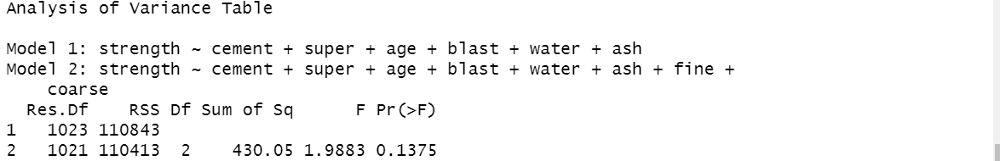 Analysis of Variance Table

Model 1: strength ~ cement + super + age + blast + water + ash
Model 2: strength ~ cement + super + age + blast + water + ash + fine +
    coarse
  Res.Df    RSS Df Sum of Sq      F Pr(>F)
1   1023 110843
2   1021 110413  2    430.05 1.9883 0.1375